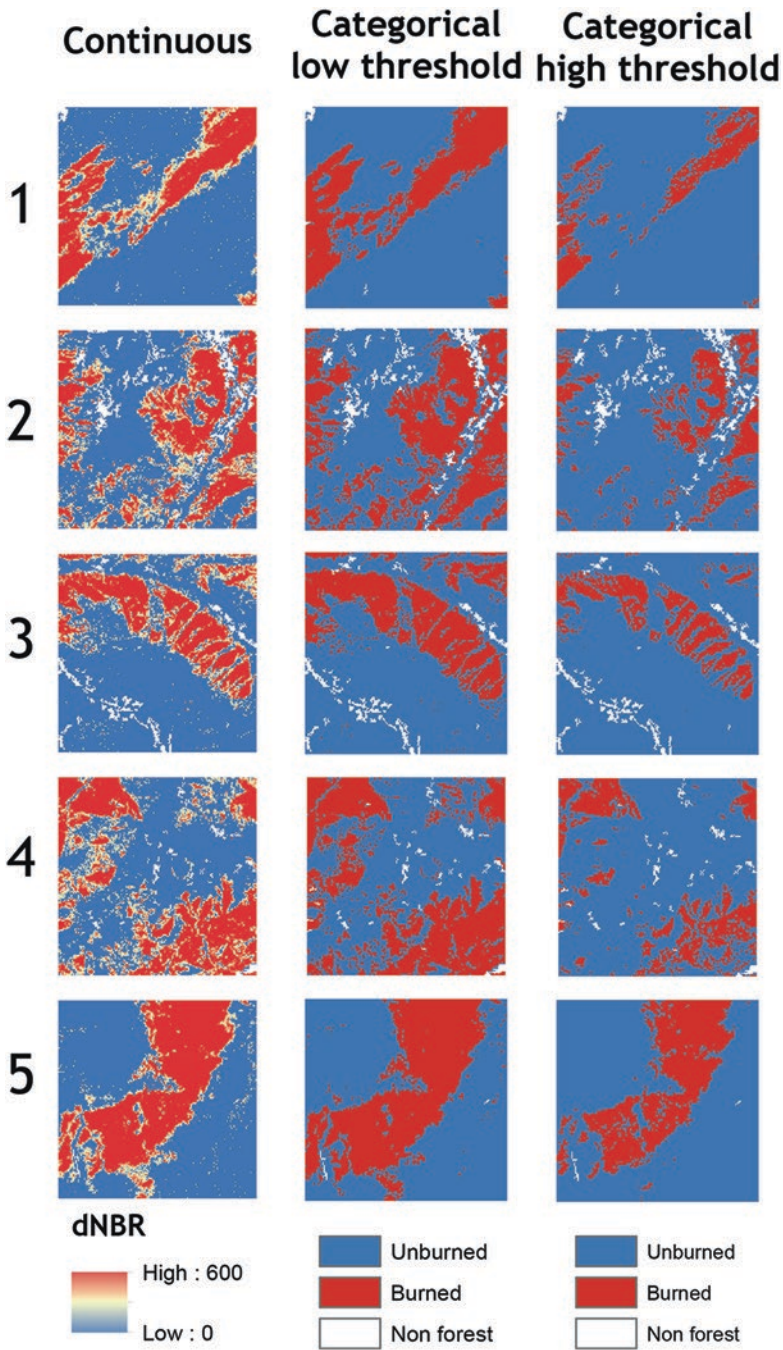 Continuous
Categorical
low threshold
Categorical
high threshold
1
2
3
4
5
dNBR
High : 600
Low : 0
Unburned
Burned
Non forest
Unburned
Burned
Non forest